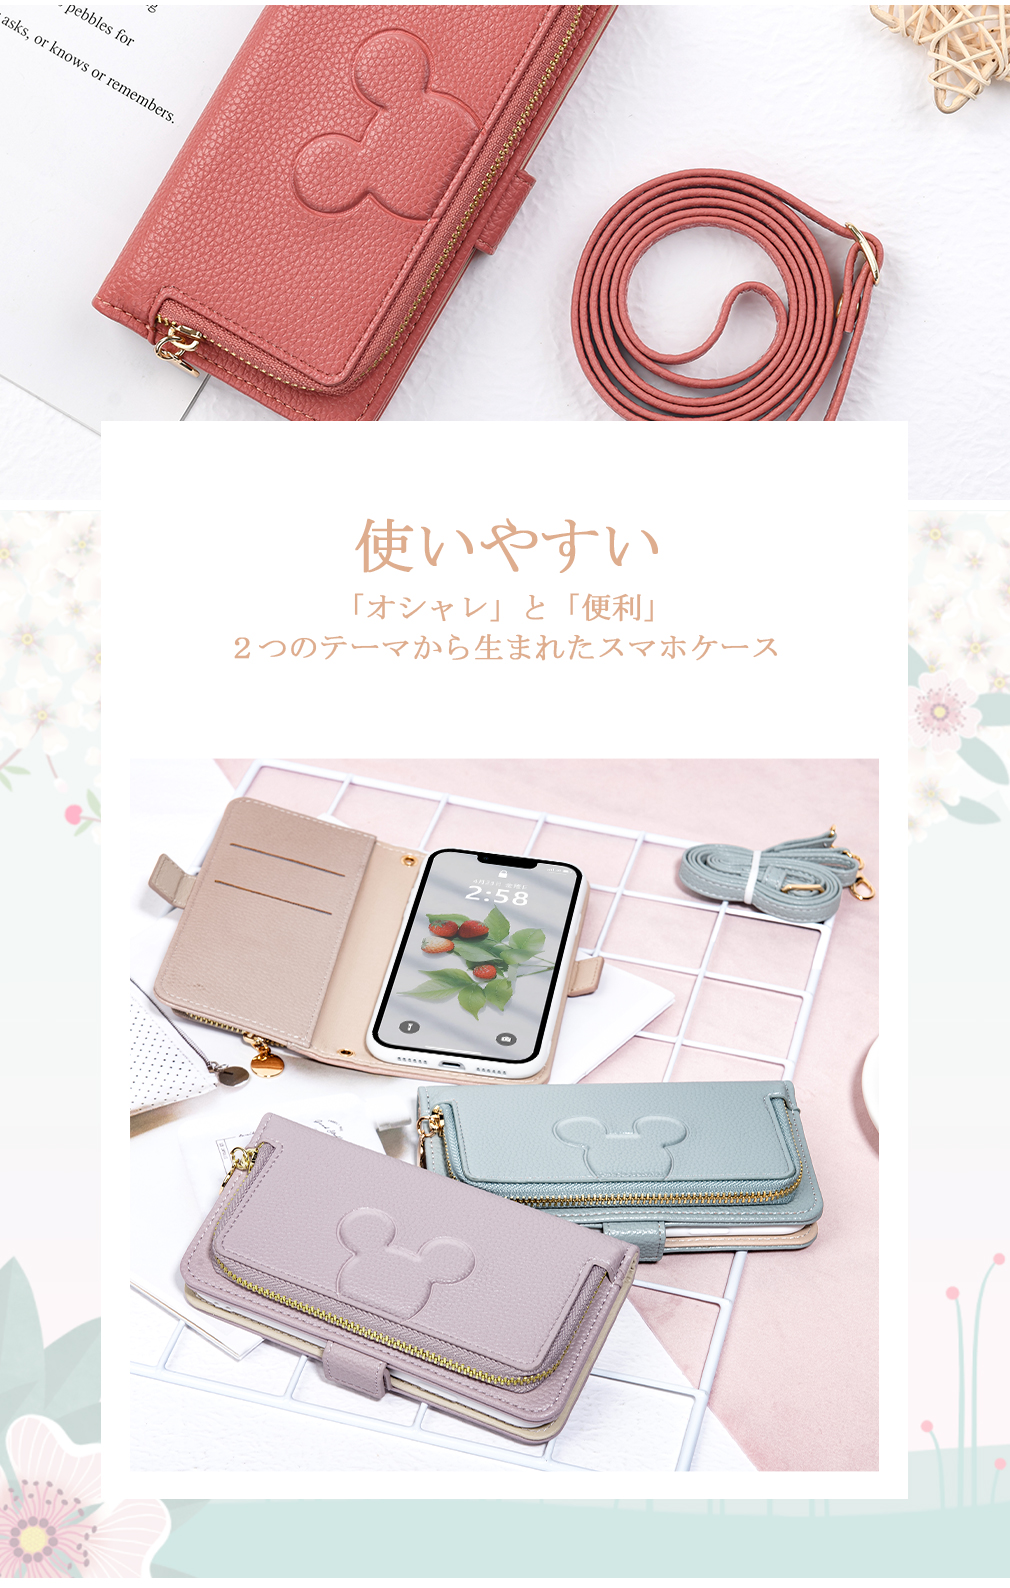 pebbles for
asks, or knows or remembers.
使いやすい
「オシャレ」と「便利」
２つのテーマから生まれたスマホケース
2:58